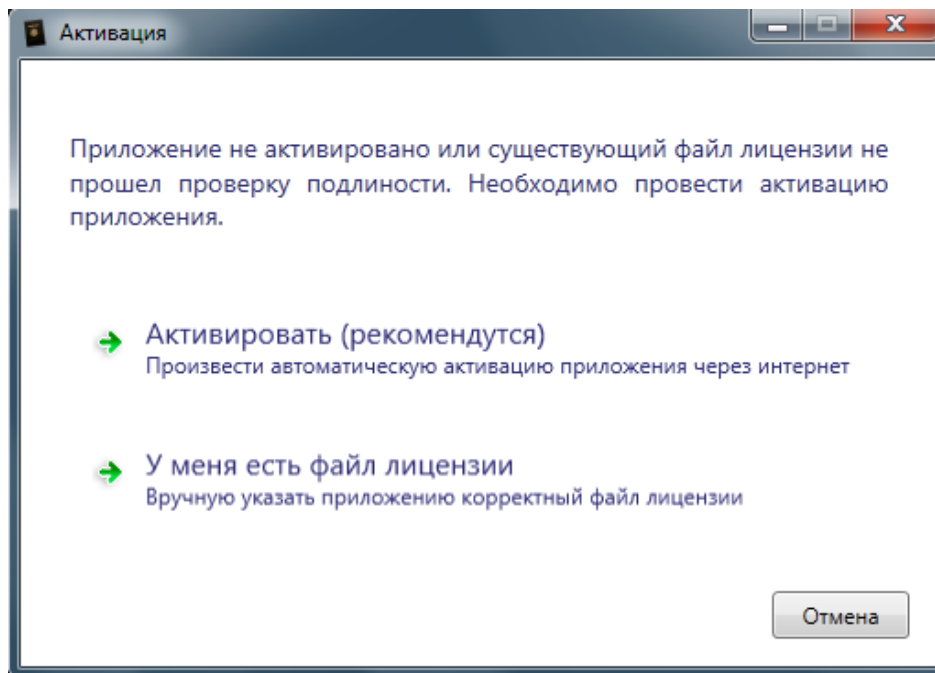 Активация
Приложение не активировано или существующий файл лицензии не
прошел проверку подлиности. Необходимо провести активацию
приложения.
Активировать (рекомендутся)
Произвести автоматическую активацию приложения через интернет
У меня есть файл лицензии
Вручную указать приложению корректный файл лицензии
Отмена